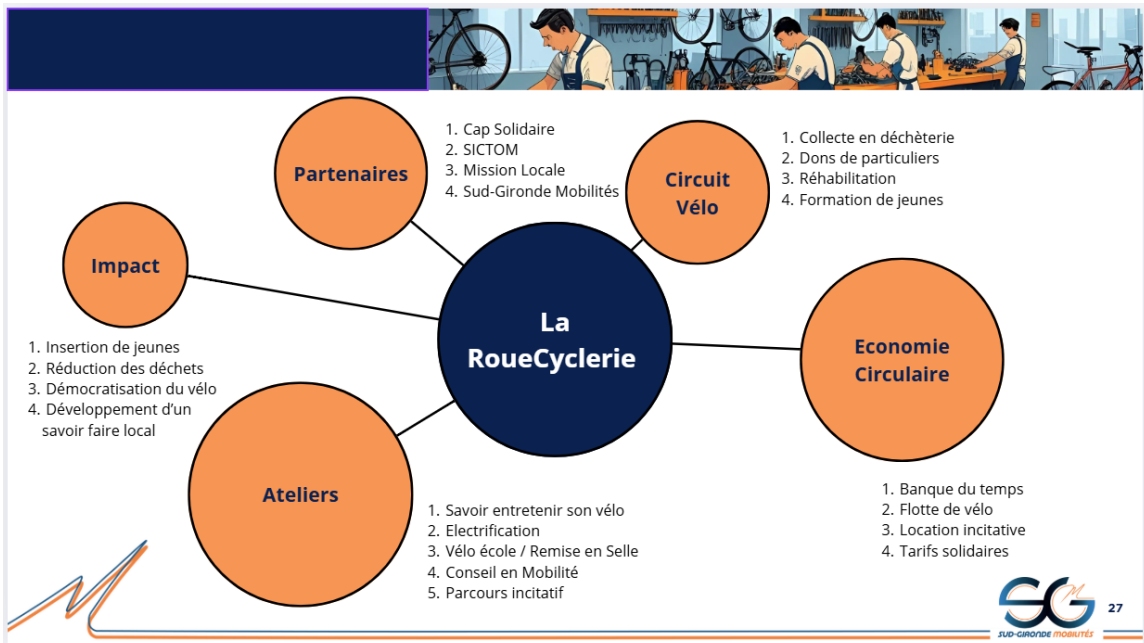 Partenaires
1. Cap Solidaire
2. SICTOM
3. Mission Locale
4. Sud-Gironde Mobilités
Circuit
Vélo
1. Collecte en déchèterie
2. Dons de particuliers
3. Réhabilitation
4. Formation de jeunes
Impact
1. Insertion de jeunes
2. Réduction des déchets
3. Démocratisation du vélo
4. Développement d'un
savoir faire local
La
RoueCyclerie
Economie
Circulaire
1. Banque du temps
2. Flotte de vélo
3. Location incitative
4. Tarifs solidaires
Ateliers
1. Savoir entretenir son vélo
2. Electrification
3. Vélo école / Remise en Selle
4. Conseil en Mobilité
5. Parcours incitatif
SGM
SUD-GIRONDE MOBILITÉS
27